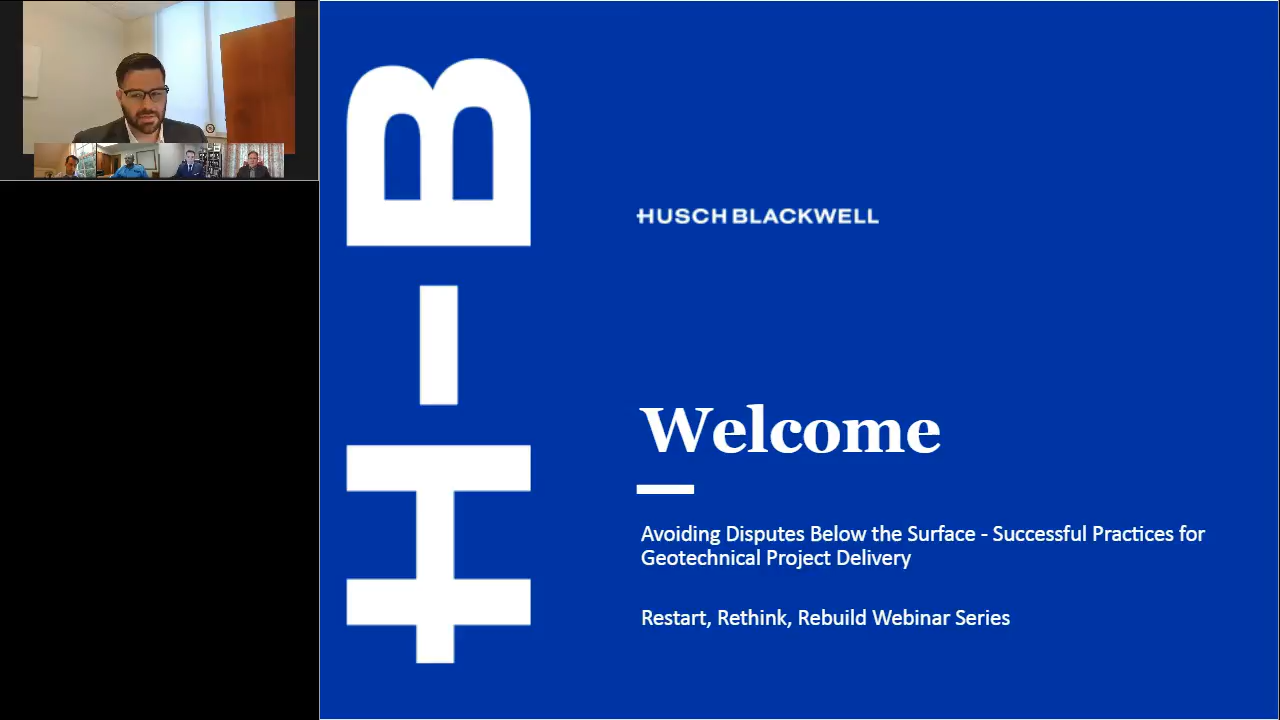 H-B
HUSCH BLACKWELL
Welcome
Avoiding Disputes Below the Surface - Successful Practices for
Geotechnical Project Delivery
Restart, Rethink, Rebuild Webinar Series